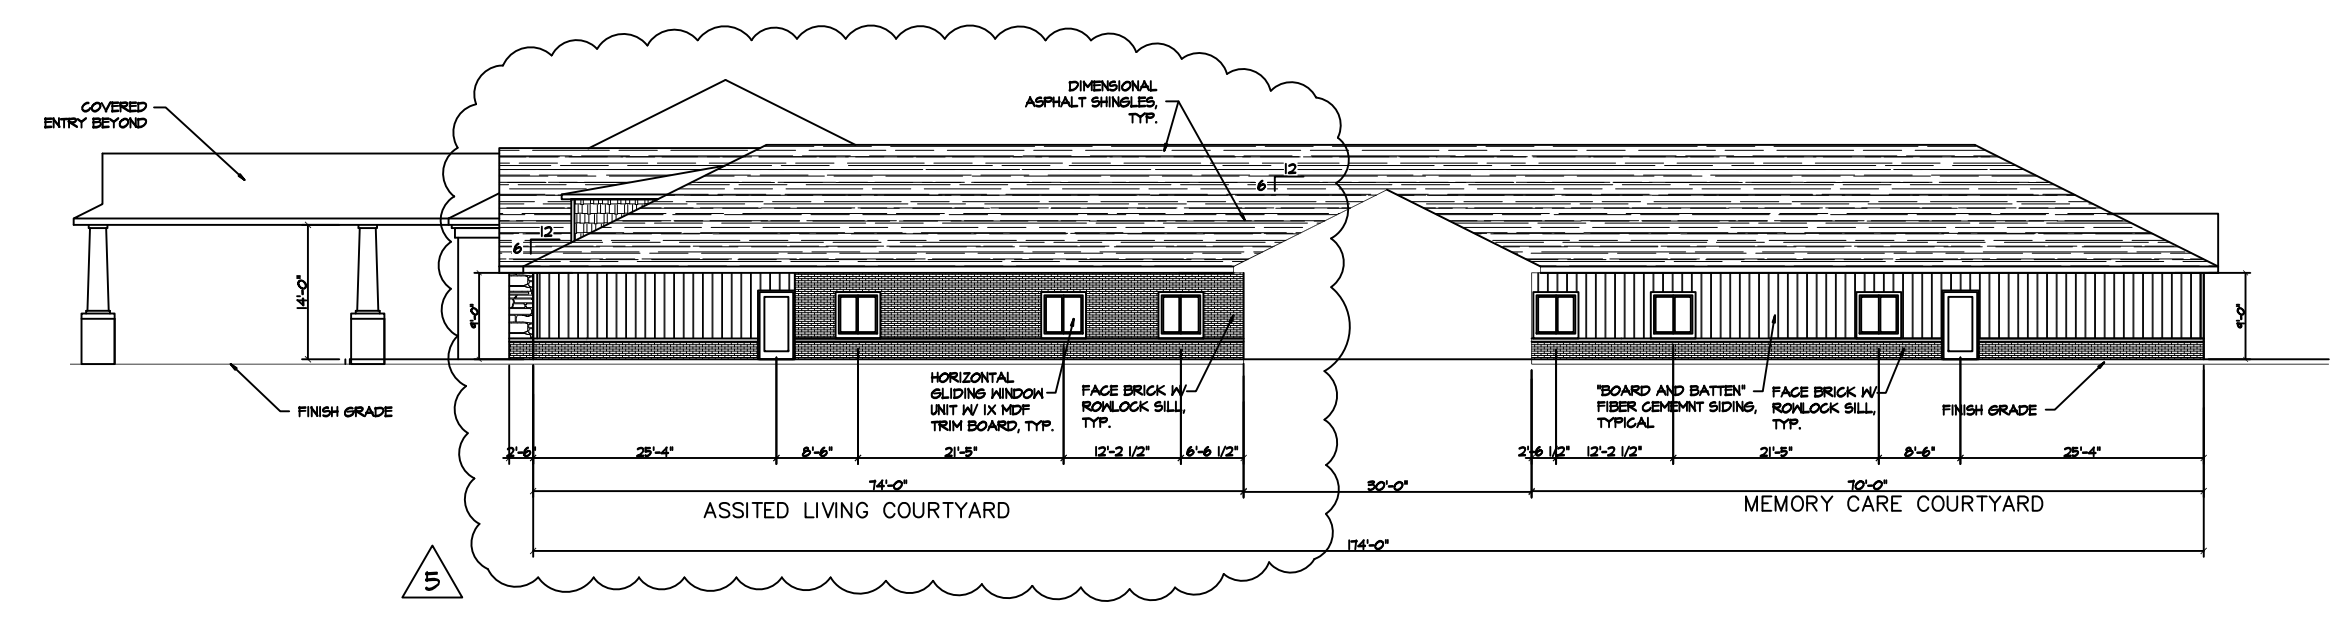 DIMENSIONAL
ASPHALT SHINGLES,
TYP.
COVERED
ENTRY BEYOND
12
6
12
6
14'-0"
9'-0"
9'-0"
FINISH GRADE
HORIZONTAL
GLIDING WINDOW
UNIT W/ 1X MDF
TRIM BOARD, TYP.
FACE BRICK W/
ROWLOCK SILL,
TYP.
"BOARD AND BATTEN"
FIBER CEMEMNT SIDING,
TYPICAL
FACE BRICK W/
ROWLOCK SILL,
TYP.
FINISH GRADE
2'-6" 25'-4" 8'-6" 21'-5" 12'-2 1/2" 6'-6 1/2" 2'-6 1/2" 12'-2 1/2" 21'-5" 8'-6" 25'-4"
74'-0" 30'-0" 70'-0"
ASSITED LIVING COURTYARD
MEMORY CARE COURTYARD
174'-0"
5